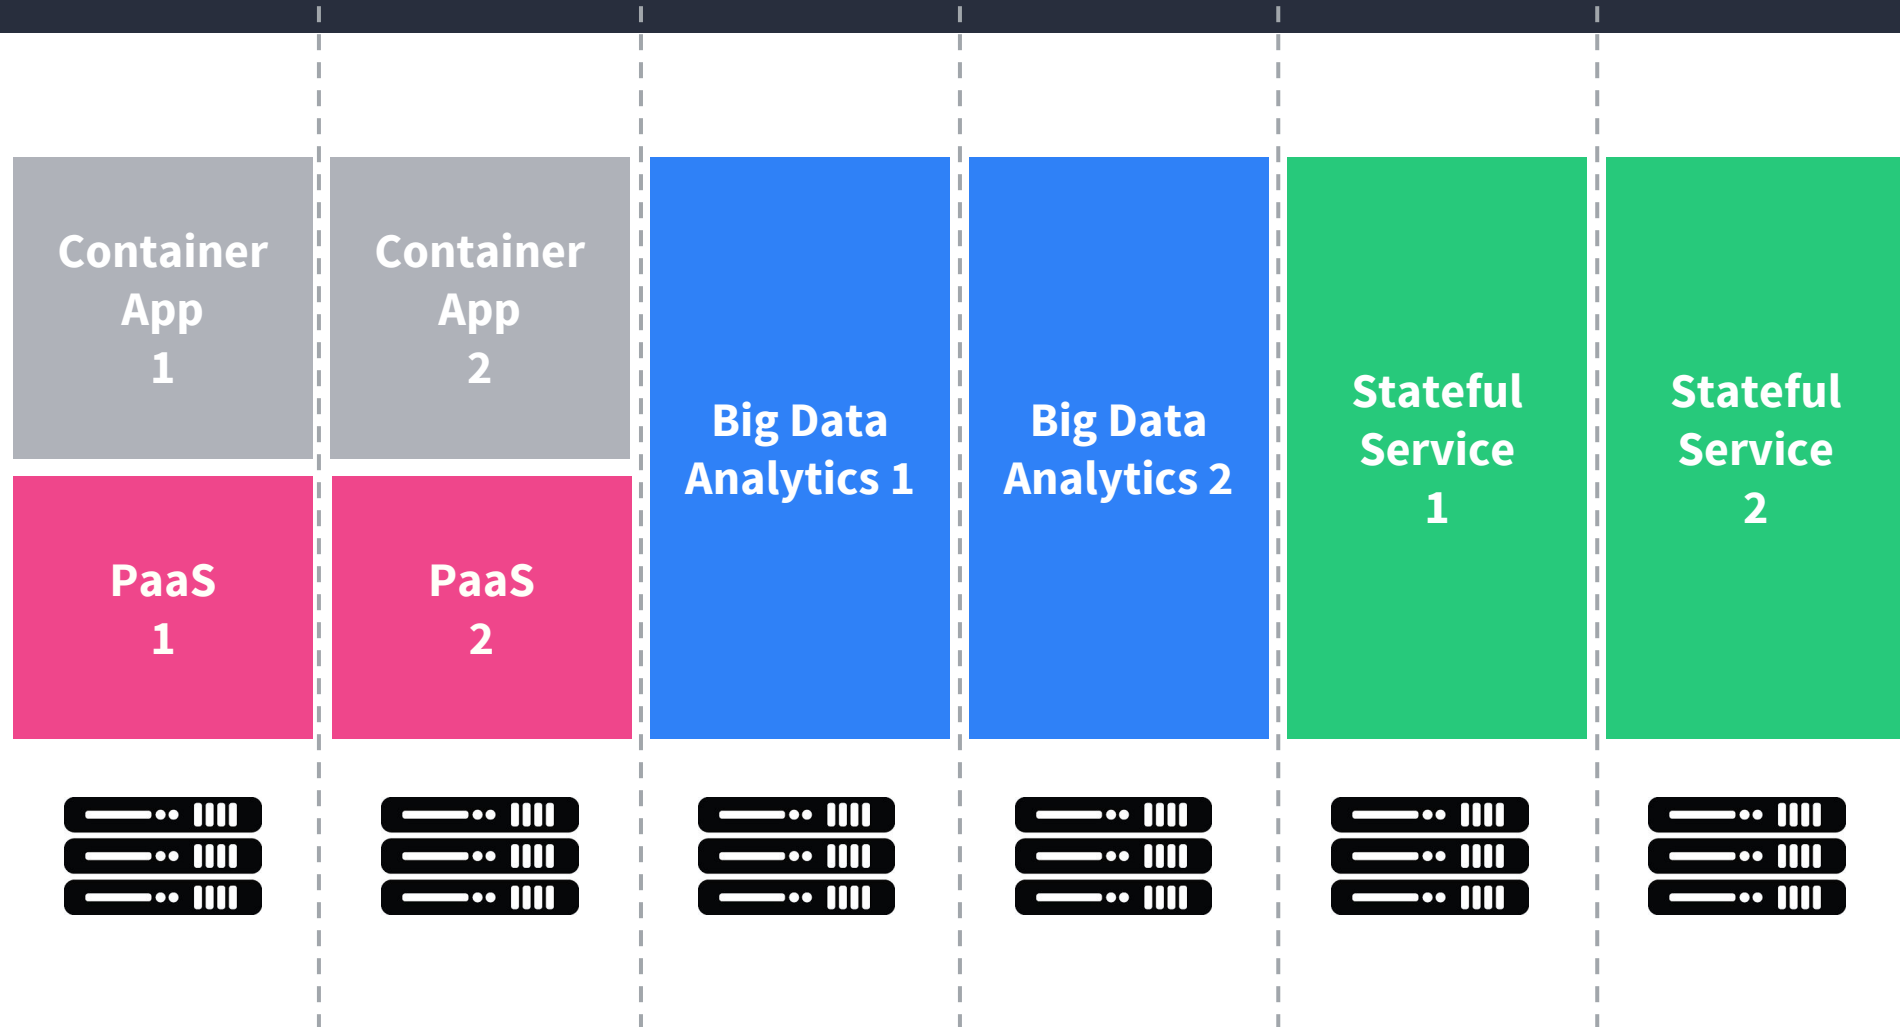 Container
App
1
Container
App
2
PaaS
1
PaaS
2
Big Data
Analytics 1
Big Data
Analytics 2
Stateful
Service
1
Stateful
Service
2